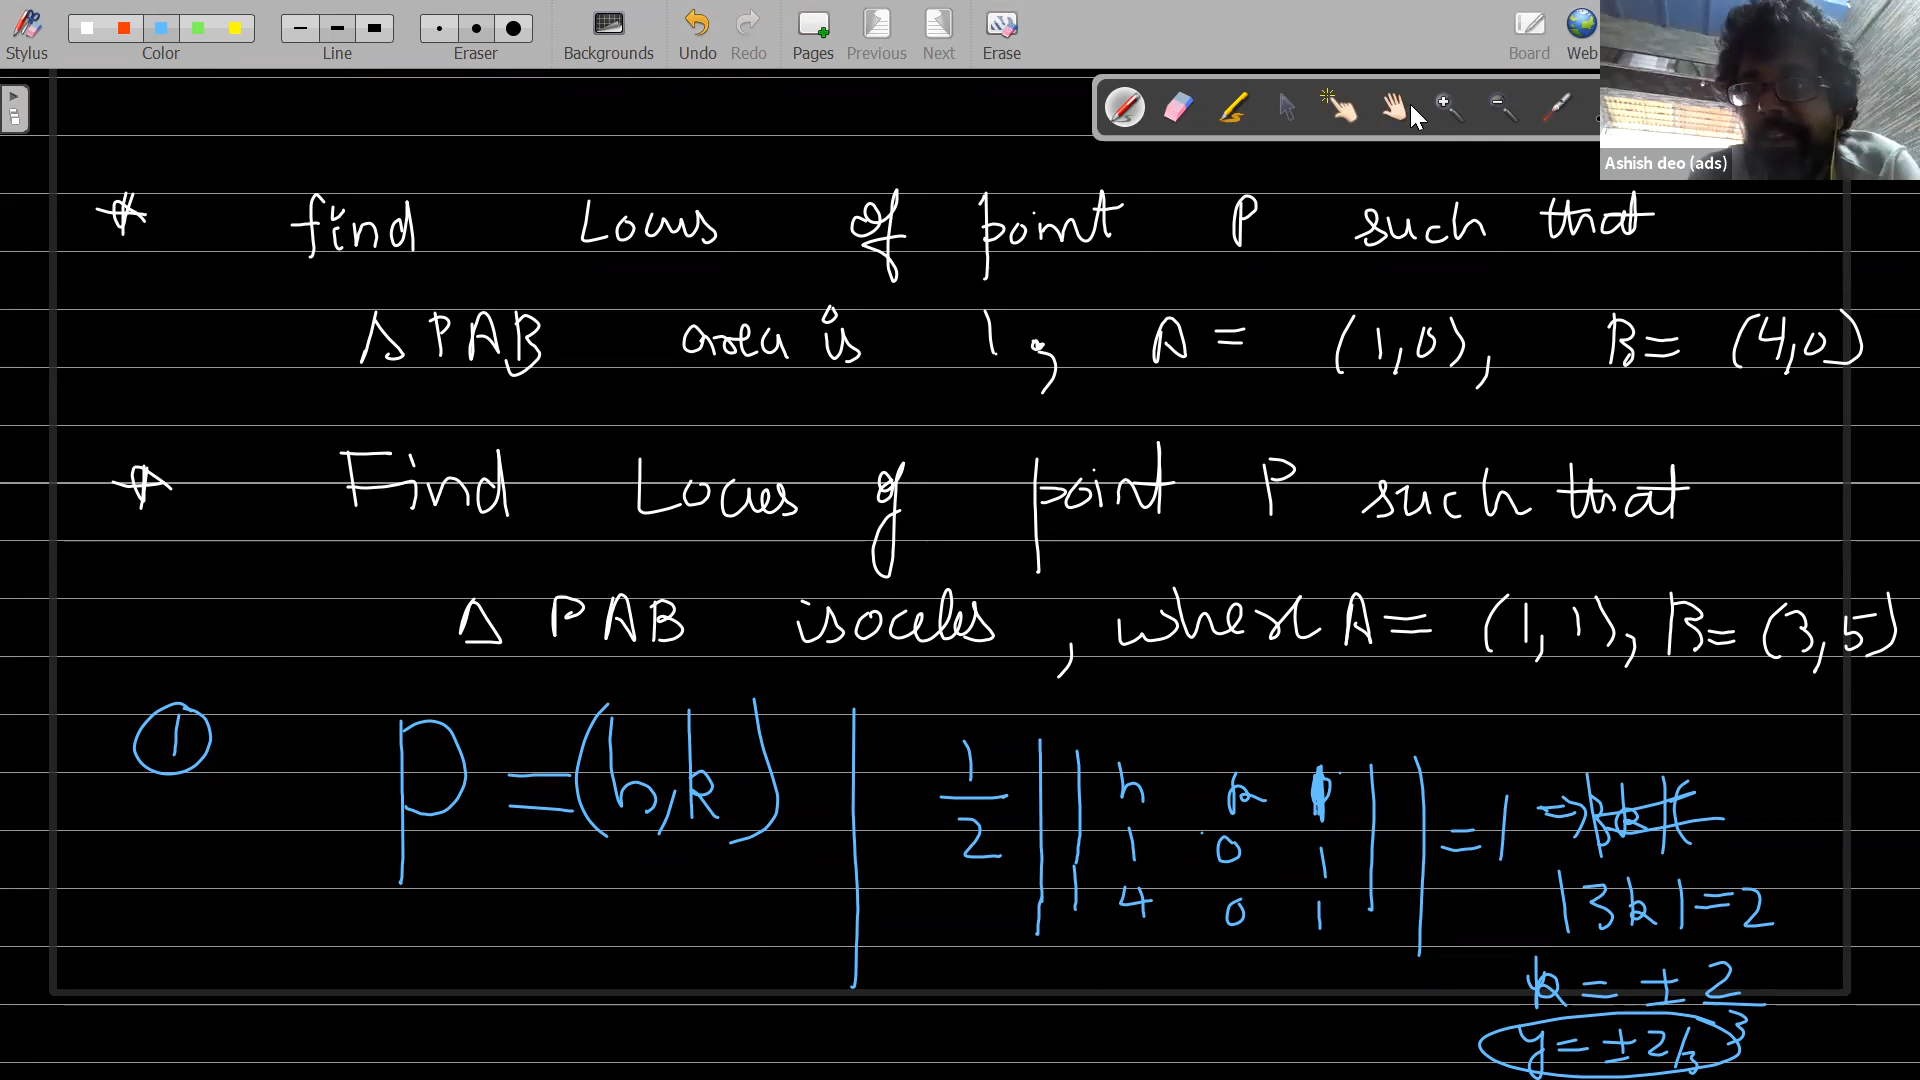 Stylus Color Line Eraser Backgrounds Undo Redo Pages Previous Next Erase Board Web
Ashish deo (ads)
find Locus of point P such that
Δ PAB area is 1, A = (1,0), B = (4,0)
Find Locus of point P such that
Δ PAB isoceles, where A = (1,1), B = (3,5)
① P = (h,k) 1/2 || h k 1 || = 1 ⇒
1 0 1
4 0 1
|3k| = 2
k = ± 2/3
y = ± 2/3